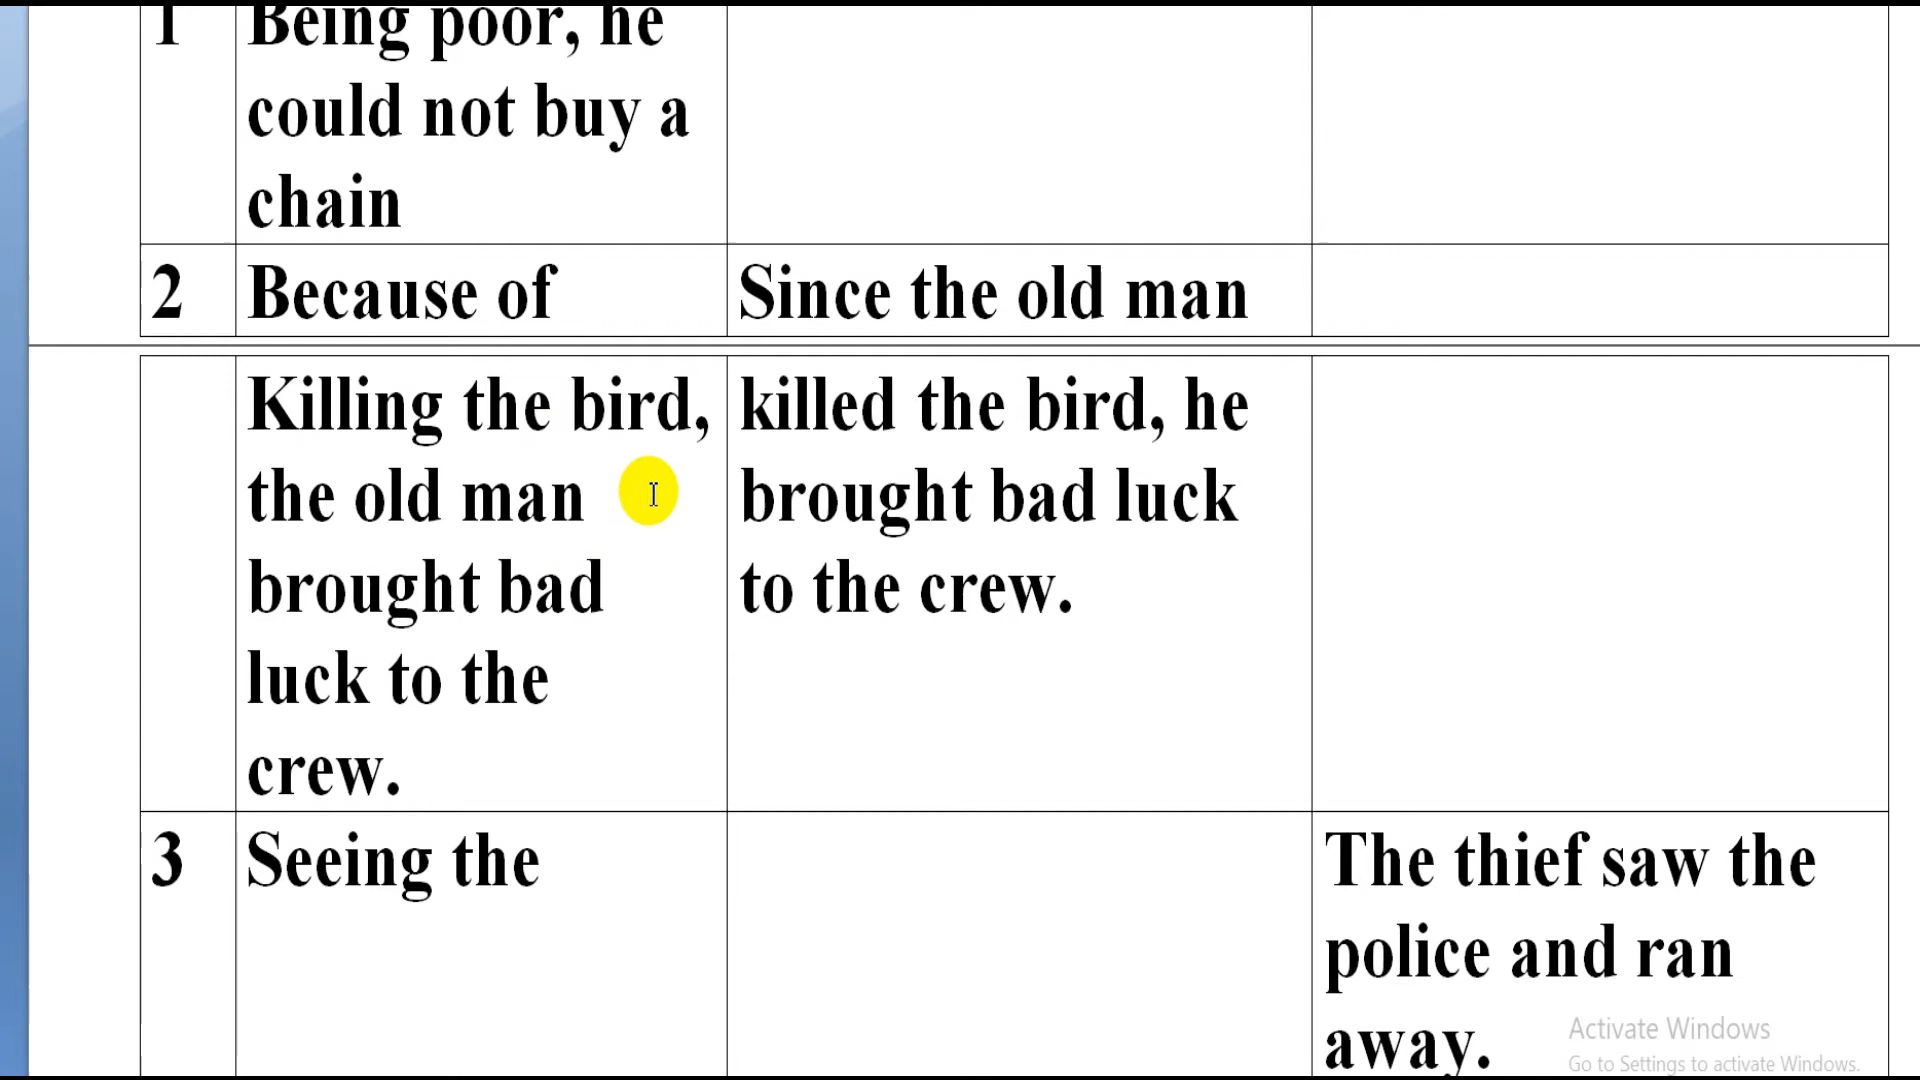 1 Being poor, he
could not buy a
chain
2 Because of Since the old man
Killing the bird, killed the bird, he
the old man brought bad luck
brought bad to the crew.
luck to the
crew.
3 Seeing the The thief saw the
police and ran
away.
Activate Windows
Go to Settings to activate Windows.